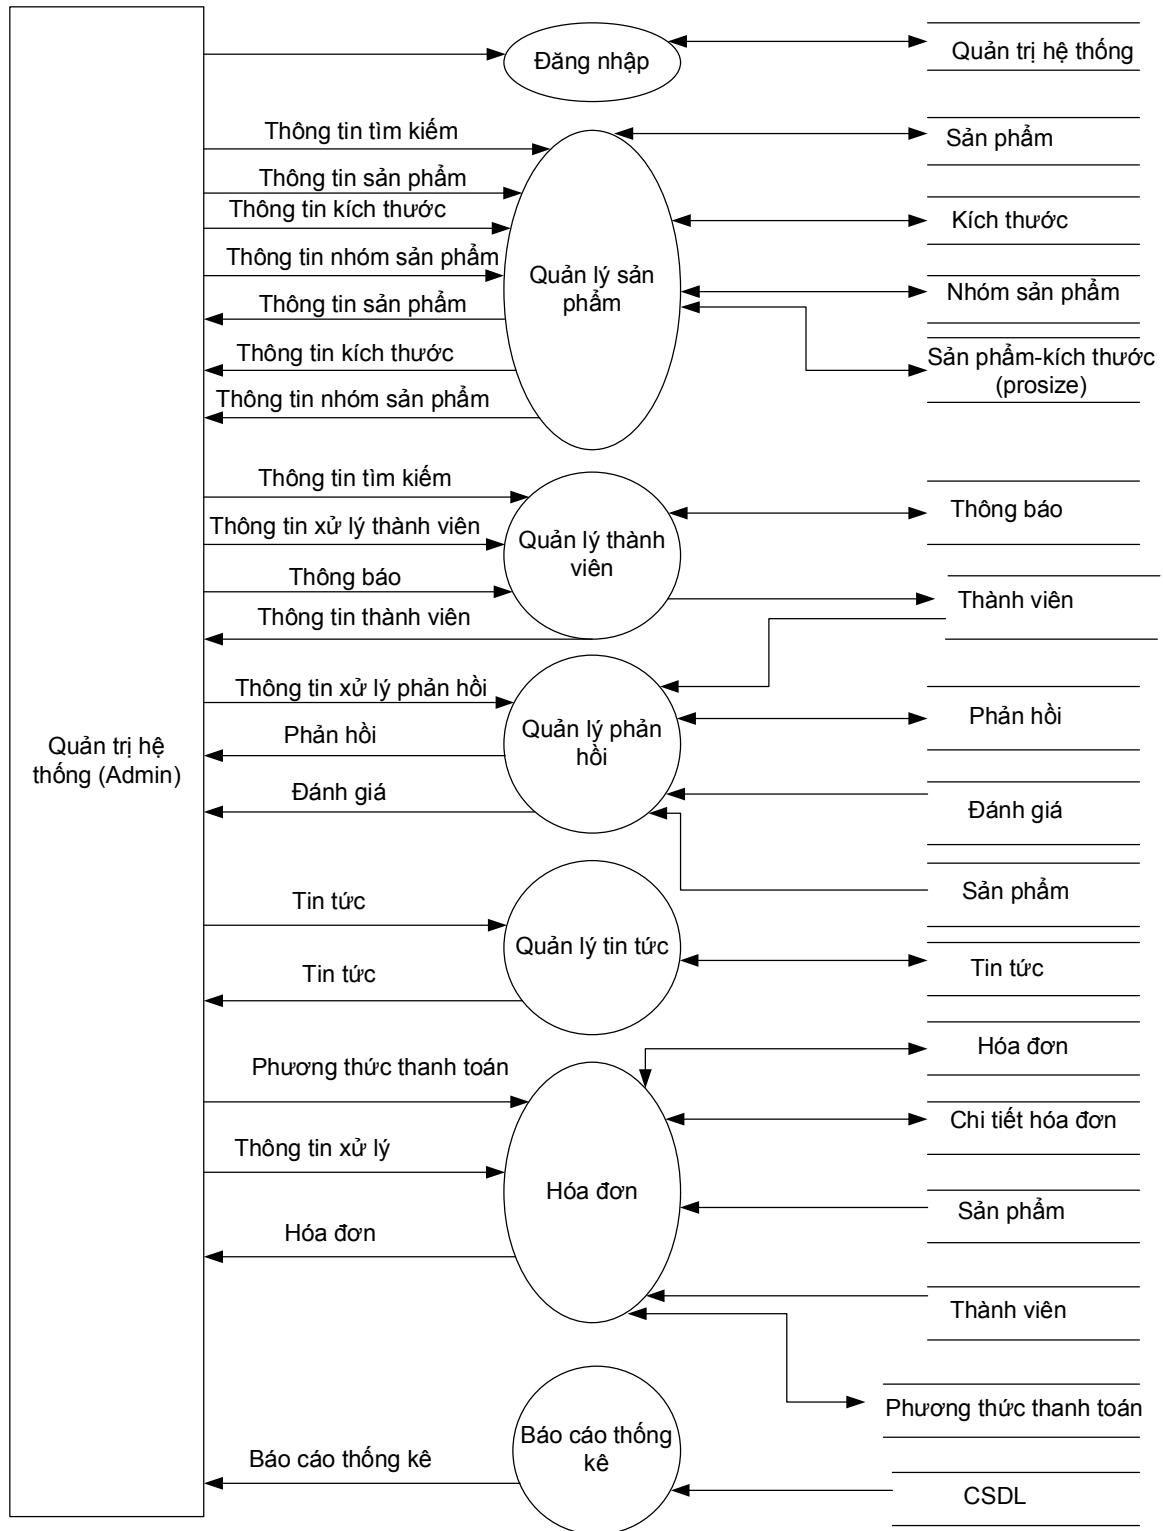 Đăng nhập
Quản trị hệ thống
Thông tin tìm kiếm
Sản phẩm
Thông tin sản phẩm
Thông tin kích thước
Kích thước
Thông tin nhóm sản phẩm
Quản lý sản
phẩm
Nhóm sản phẩm
Thông tin sản phẩm
Thông tin kích thước
Sản phẩm-kích thước
(prosize)
Thông tin nhóm sản phẩm
Thông tin tìm kiếm
Thông báo
Thông tin xử lý thành viên
Quản lý thành
viên
Thông báo
Thành viên
Thông tin thành viên
Thông tin xử lý phản hồi
Phản hồi
Quản lý phản
hồi
Phản hồi
Quản trị hệ
thống (Admin)
Đánh giá
Đánh giá
Sản phẩm
Tin tức
Quản lý tin tức
Tin tức
Tin tức
Hóa đơn
Phương thức thanh toán
Chi tiết hóa đơn
Thông tin xử lý
Hóa đơn
Sản phẩm
Hóa đơn
Thành viên
Phương thức thanh toán
Báo cáo thống
kê
Báo cáo thống kê
CSDL